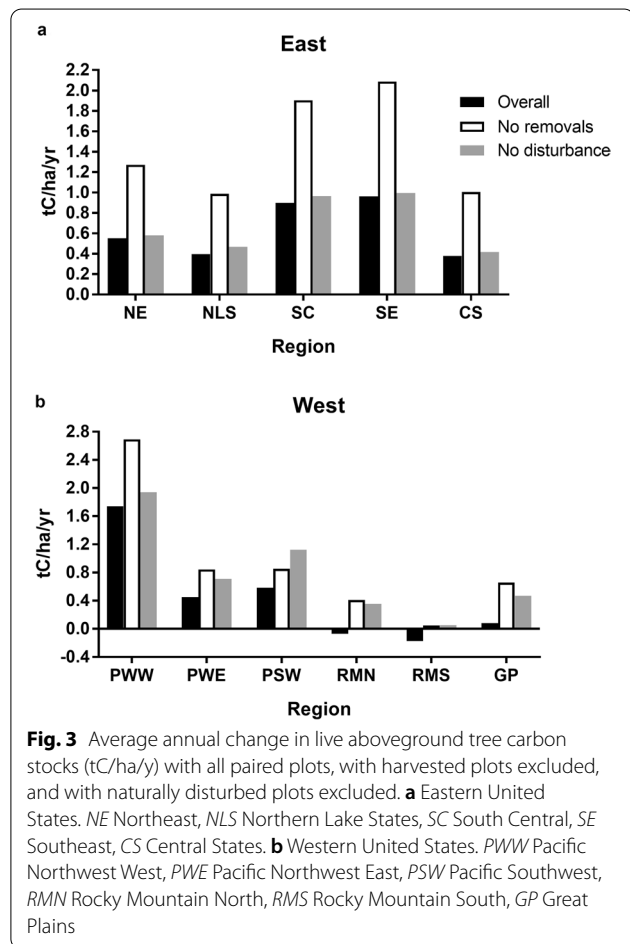 a
East
2.2
2.0
1.8
1.6
1.4
1.2
1.0
0.8
0.6
0.4
0.2
0.0
tC/ha/yr
Overall
No removals
No disturbance
NE NLS SC SE CS
Region
b
West
2.8
2.4
2.0
1.6
1.2
0.8
0.4
0.0
-0.4
tC/ha/yr
PWW PWE PSW RMN RMS GP
Region
Fig. 3 Average annual change in live aboveground tree carbon
stocks (tC/ha/y) with all paired plots, with harvested plots excluded,
and with naturally disturbed plots excluded. a Eastern United
States. NE Northeast, NLS Northern Lake States, SC South Central, SE
Southeast, CS Central States. b Western United States. PWW Pacific
Northwest West, PWE Pacific Northwest East, PSW Pacific Southwest,
RMN Rocky Mountain North, RMS Rocky Mountain South, GP Great
Plains